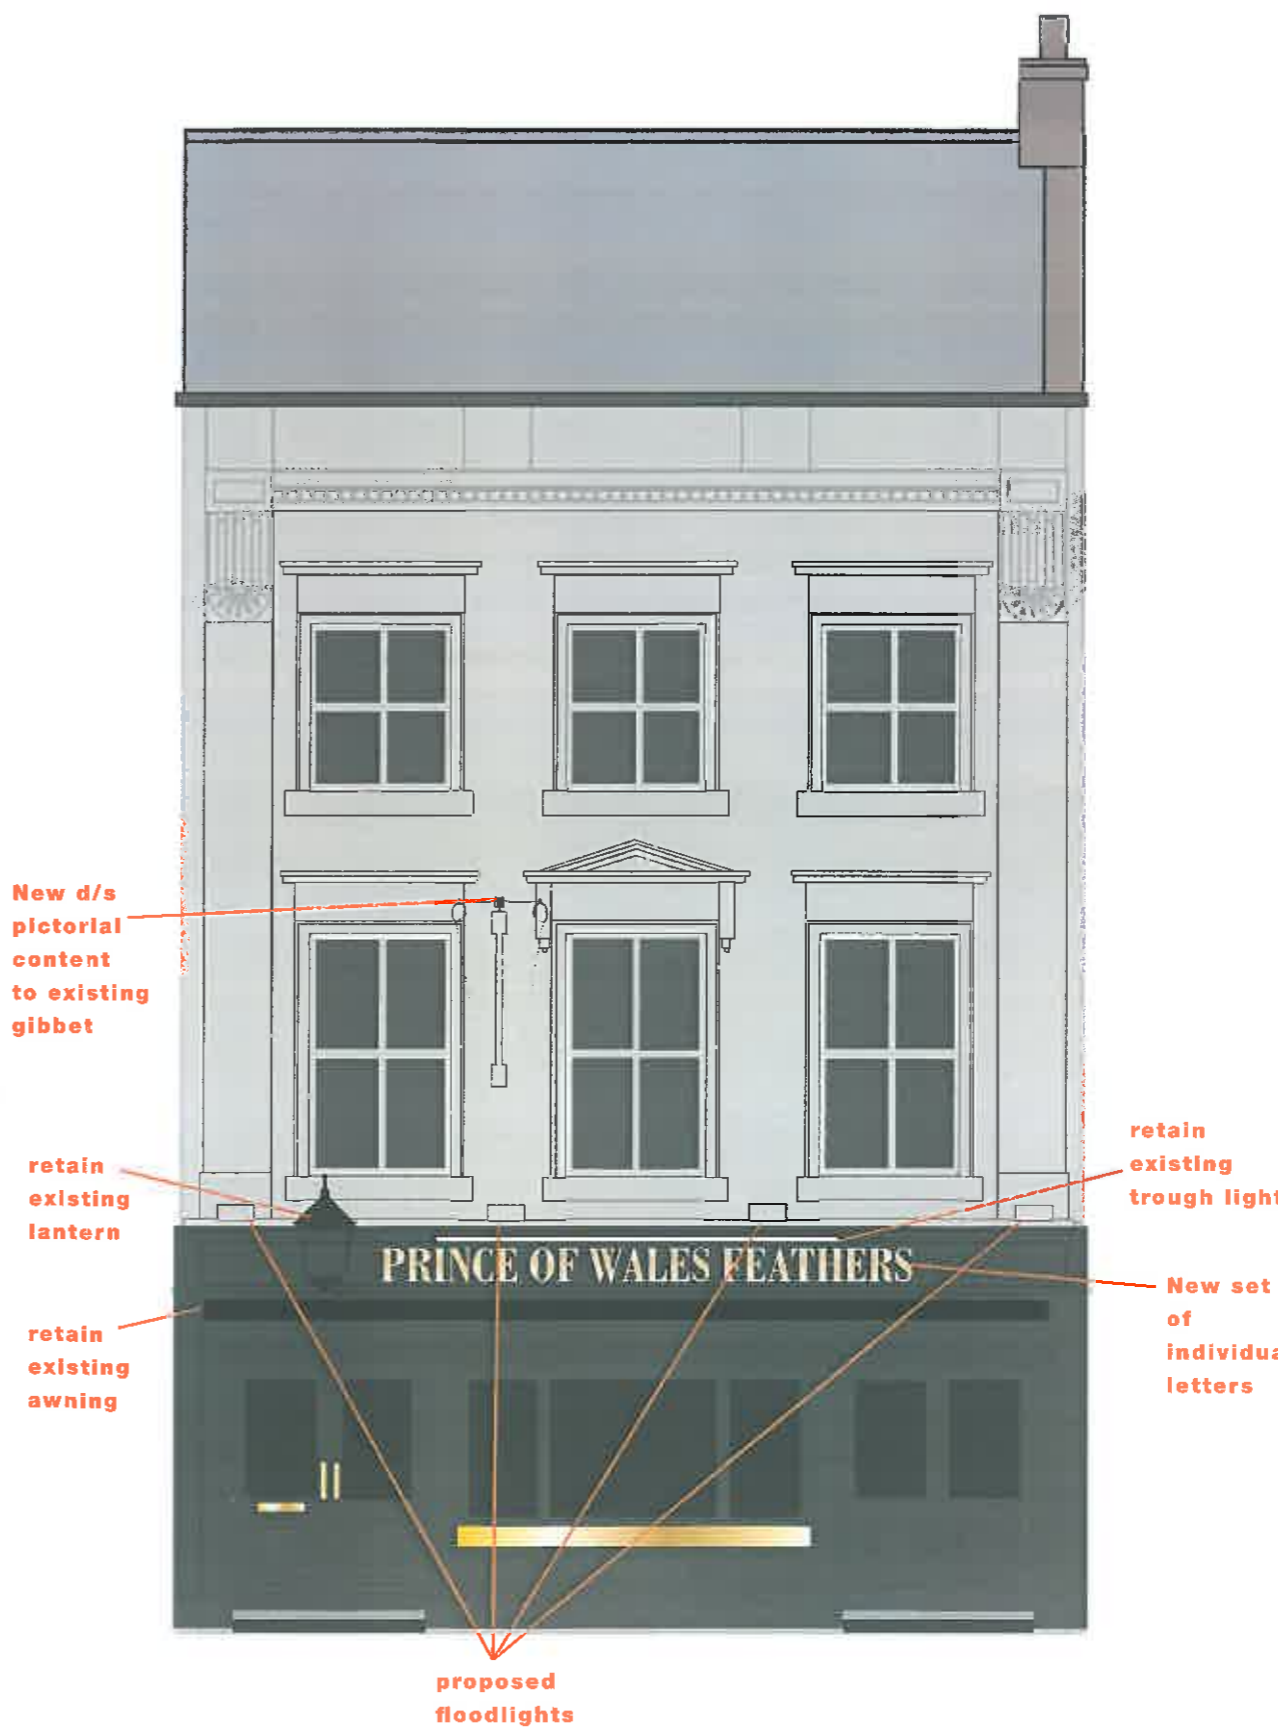 New d/s
pictorial
content
to existing
gibbet
retain
existing
lantern
retain
existing
trough light
PRINCE OF WALES FEATHERS
New set
of
individua
letters
retain
existing
awning
proposed
floodlights